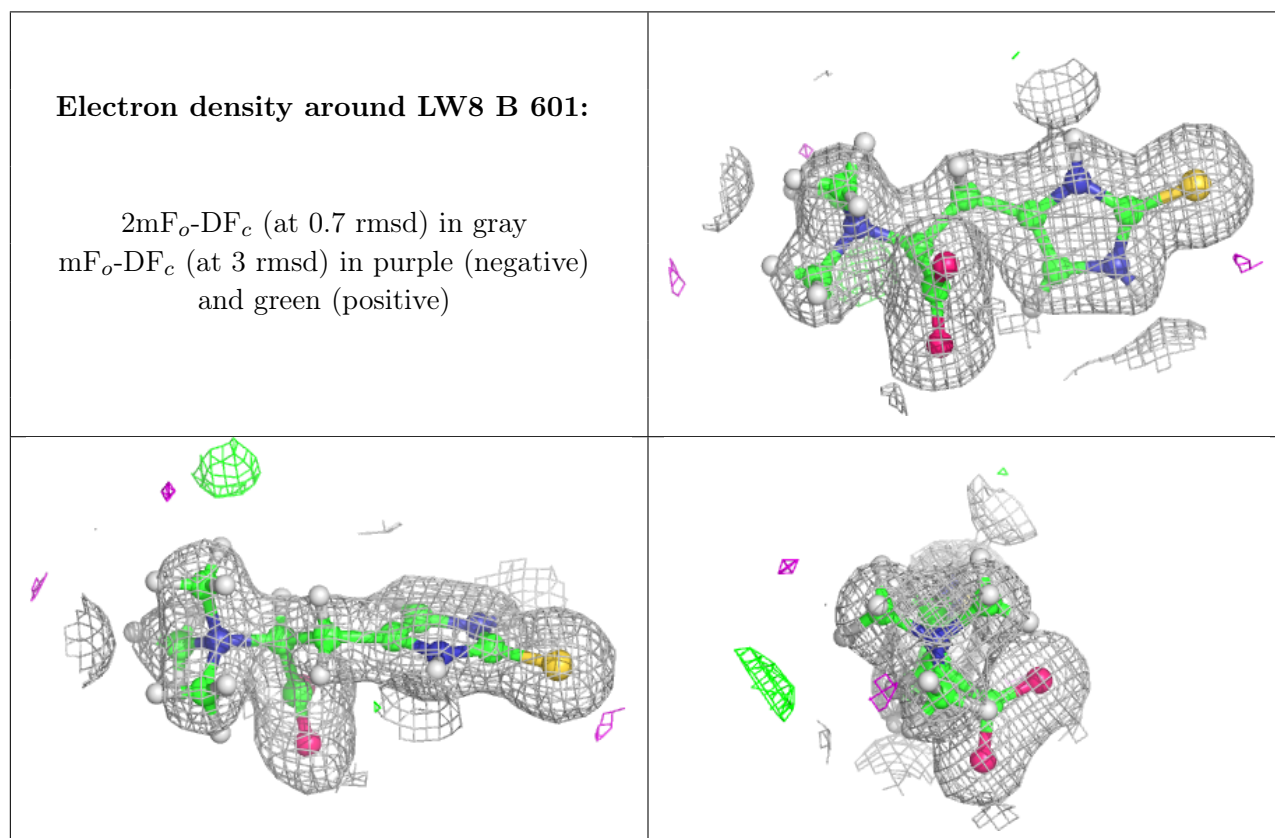 Electron density around LW8 B 601:
2mFₒ-DF𝒸 (at 0.7 rmsd) in gray
mFₒ-DF𝒸 (at 3 rmsd) in purple (negative)
and green (positive)